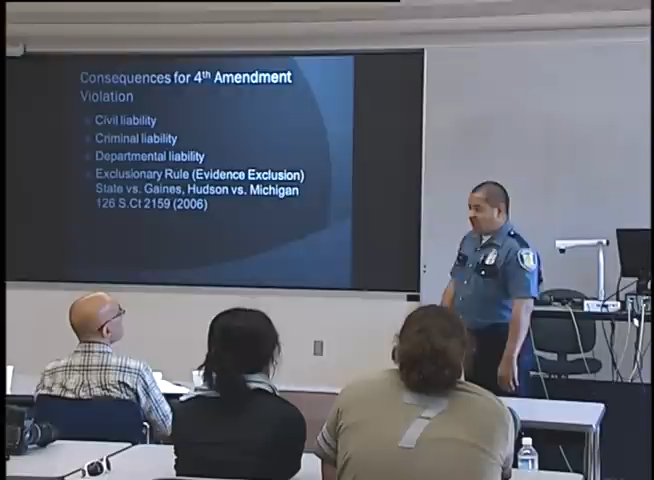 Consequences for 4th Amendment
Violation
Civil liability
Criminal liability
Departmental liability
Exclusionary Rule (Evidence Exclusion)
State vs. Gaines, Hudson vs. Michigan
126 S.Ct 2159 (2006)